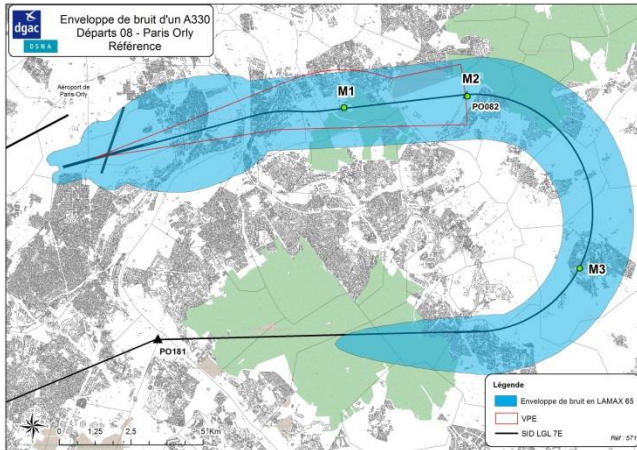 dgac
DSNA
Enveloppe de bruit d'un A330
Départs 08 - Paris Orly
Référence
Aéroport de
Paris-Orly
M1
M2
PO082
M3
PO181
Légende
Enveloppe de bruit en LAMAX 65
VPE
SID LGL 7E
0 1,25 2,5 5 Km
Réf : 571